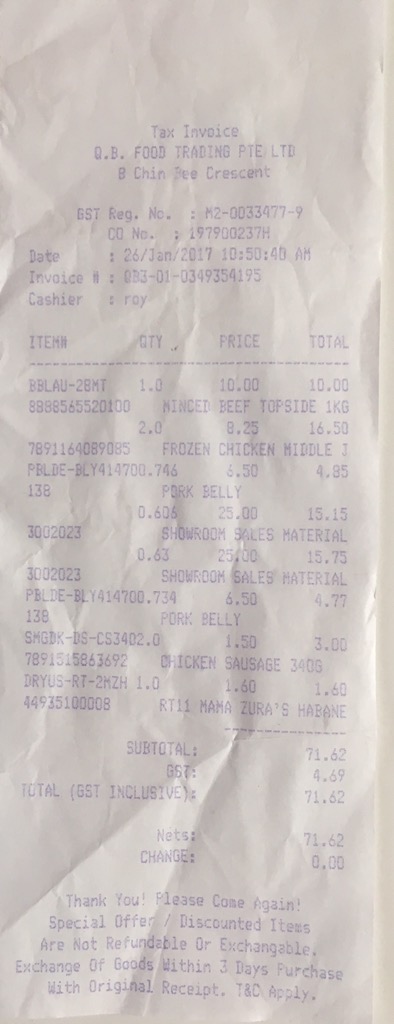 Tax Invoice
Q.B. FOOD TRADING PTE LTD
8 Chin Bee Crescent
GST Reg. No. : M2-0033477-9
CO No. : 197900237H
Date : 26/Jan/2017 10:50:40 AM
Invoice # : QB3-01-0349354195
Cashier : roy
ITEM# QTY PRICE TOTAL
BBLAU-2BMT 1.0 10.00 10.00
8888565520100 MINCED BEEF TOPSIDE 1KG
2.0 8.25 16.50
7891164089085 FROZEN CHICKEN MIDDLE J
PBLDE-BLY414700.746 6.50 4.85
138 PORK BELLY
0.606 25.00 15.15
3002023 SHOWROOM SALES MATERIAL
0.63 25.00 15.75
3002023 SHOWROOM SALES MATERIAL
PBLDE-BLY414700.734 6.50 4.77
138 PORK BELLY
SMGDK-DS-CS3402.0 1.50 3.00
7891515863692 CHICKEN SAUSAGE 340G
DRYUS-RT-2MZH 1.0 1.60 1.60
44935100008 RT11 MAMA ZURA'S HABANE
SUBTOTAL: 71.62
GST: 4.69
TOTAL (GST INCLUSIVE): 71.62
Nets: 71.62
CHANGE: 0.00
Thank You! Please Come Again!
Special Offer / Discounted Items
Are Not Refundable Or Exchangable.
Exchange Of Goods Within 3 Days Purchase
With Original Receipt. T&C Apply.